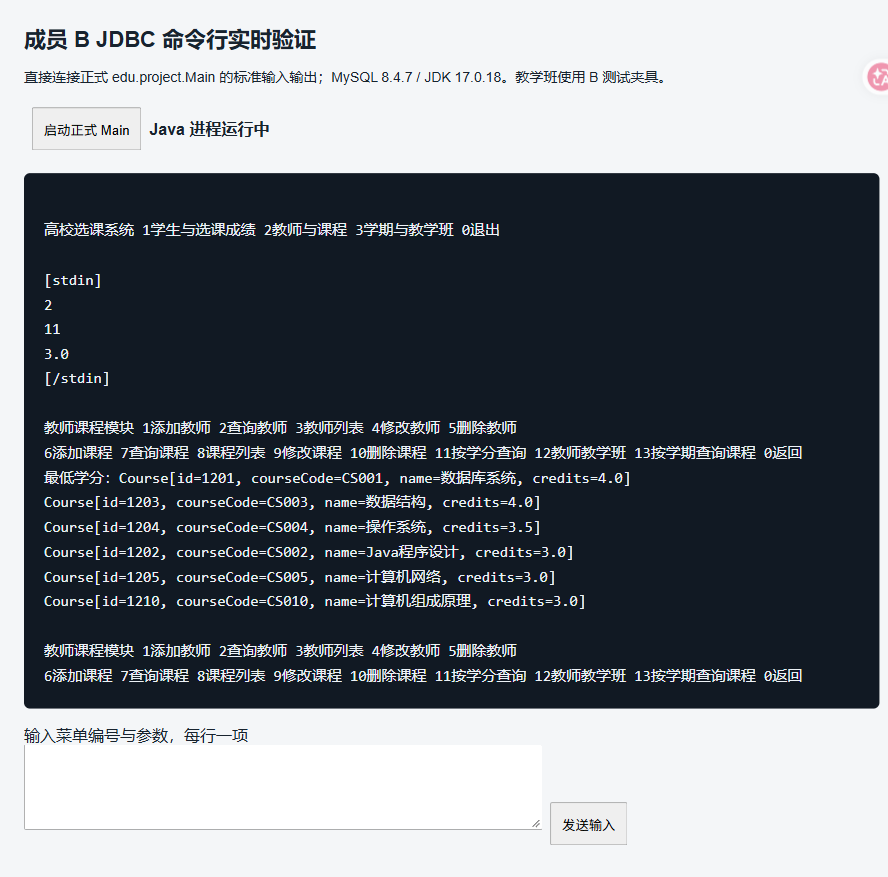 成员 B JDBC 命令行实时验证
直接连接正式 edu.project.Main 的标准输入输出；MySQL 8.4.7 / JDK 17.0.18。教学班使用 B 测试夹具。
启动正式 Main Java 进程运行中
高校选课系统 1学生与选课成绩 2教师与课程 3学期与教学班 0退出
[stdin]
2
11
3.0
[/stdin]
教师课程模块 1添加教师 2查询教师 3教师列表 4修改教师 5删除教师
6添加课程 7查询课程 8课程列表 9修改课程 10删除课程 11按学分查询 12教师教学班 13按学期查询课程 0返回
最低学分：Course[id=1201, courseCode=CS001, name=数据库系统, credits=4.0]
Course[id=1203, courseCode=CS003, name=数据结构, credits=4.0]
Course[id=1204, courseCode=CS004, name=操作系统, credits=3.5]
Course[id=1202, courseCode=CS002, name=Java程序设计, credits=3.0]
Course[id=1205, courseCode=CS005, name=计算机网络, credits=3.0]
Course[id=1210, courseCode=CS010, name=计算机组成原理, credits=3.0]
教师课程模块 1添加教师 2查询教师 3教师列表 4修改教师 5删除教师
6添加课程 7查询课程 8课程列表 9修改课程 10删除课程 11按学分查询 12教师教学班 13按学期查询课程 0返回
输入菜单编号与参数，每行一项
发送输入